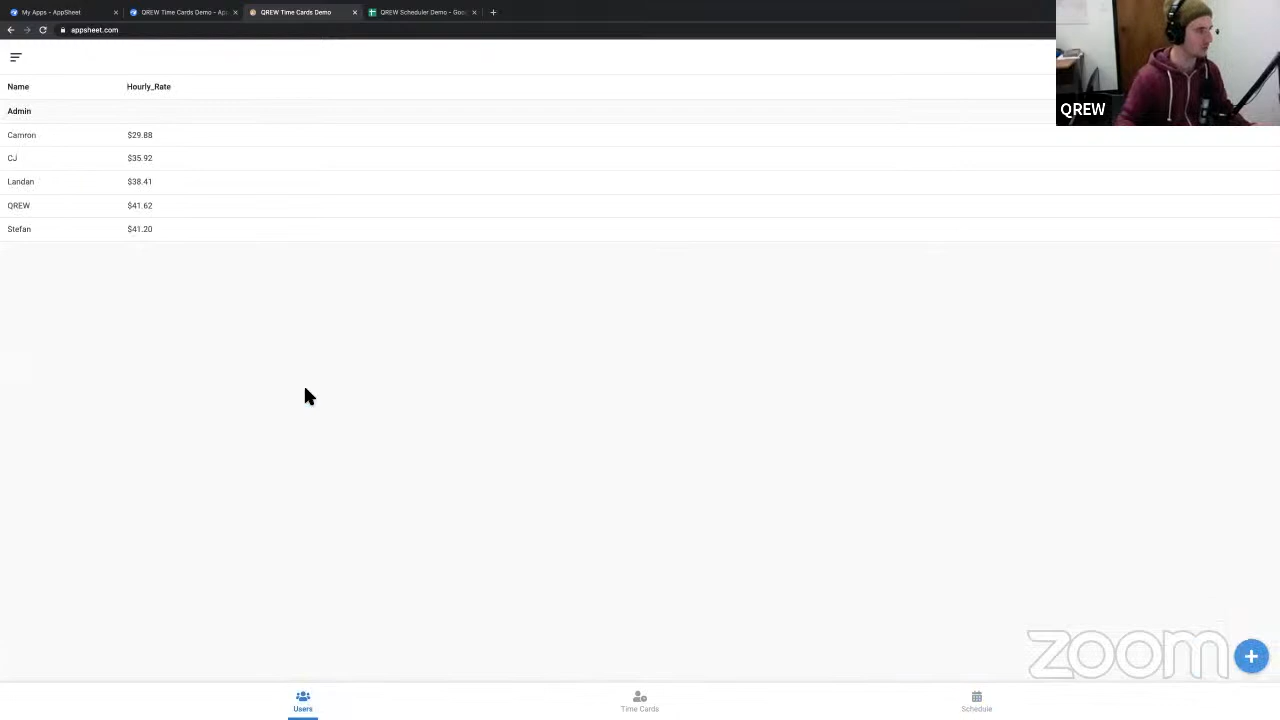 My Apps - AppSheet
QREW Time Cards Demo - Ap
QREW Time Cards Demo
QREW Scheduler Demo - Goo
appsheet.com
QREW
Name Hourly_Rate
Admin
Camron $29.88
CJ $35.92
Landan $38.41
QREW $41.62
Stefan $41.20
zoom
Users
Time Cards
Schedule